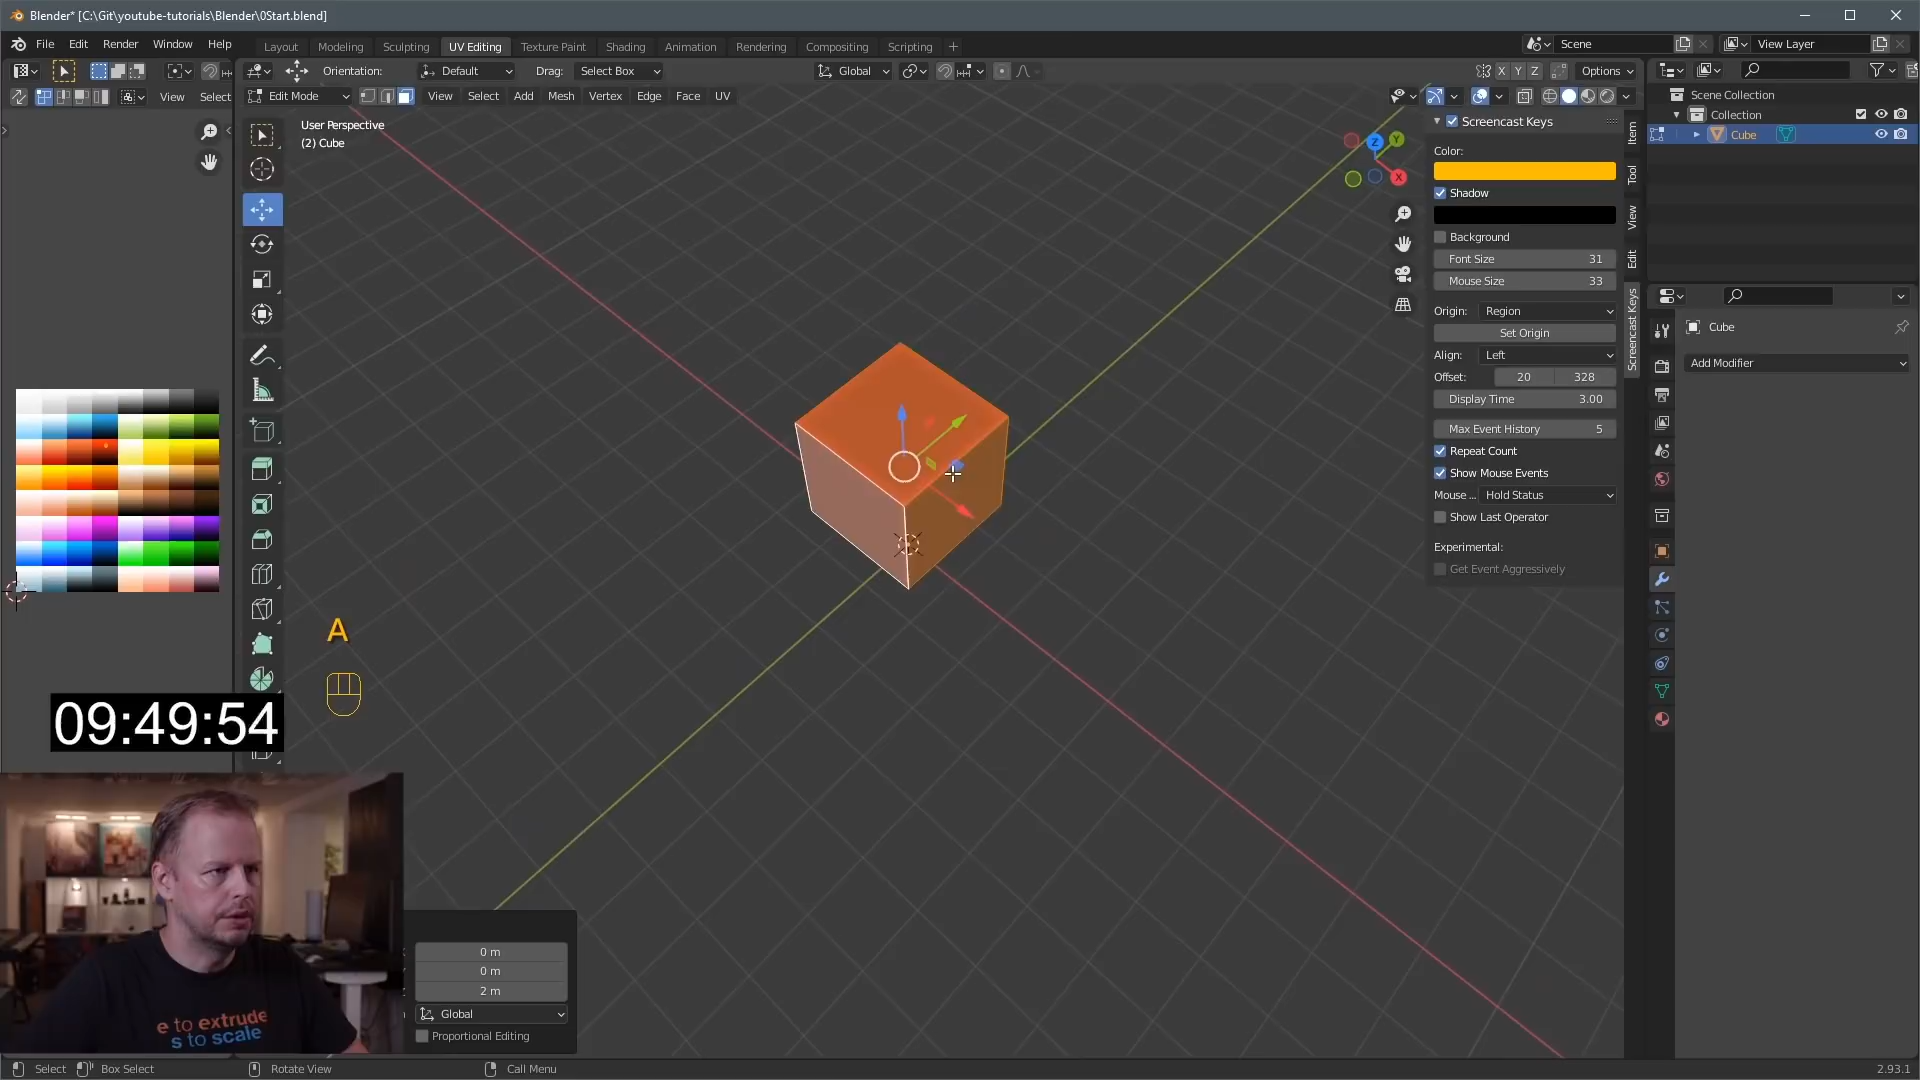 Blender* [C:\Git\youtube-tutorials\Blender\0Start.blend]
File Edit Render Window Help
Layout Modeling Sculpting UV Editing Texture Paint Shading Animation Rendering Compositing Scripting
Scene
View Layer
Orientation: Default Drag: Select Box
Global
X Y Z Options
View Select
Edit Mode
View Select Add Mesh Vertex Edge Face UV
User Perspective
(2) Cube
Z Y X
Screencast Keys
Color:
Shadow
Background
Font Size 31
Mouse Size 33
Origin: Region
Set Origin
Align: Left
Offset: 20 328
Display Time 3.00
Max Event History 5
Repeat Count
Show Mouse Events
Mouse ... Hold Status
Show Last Operator
Experimental:
Get Event Aggressively
Item
Tool
View
Edit
Screencast Keys
Scene Collection
Collection
Cube
Cube
Add Modifier
A
09:49:54
e to extrude
s to scale
0 m
0 m
2 m
Global
Proportional Editing
Select Box Select Rotate View Call Menu
2.93.1